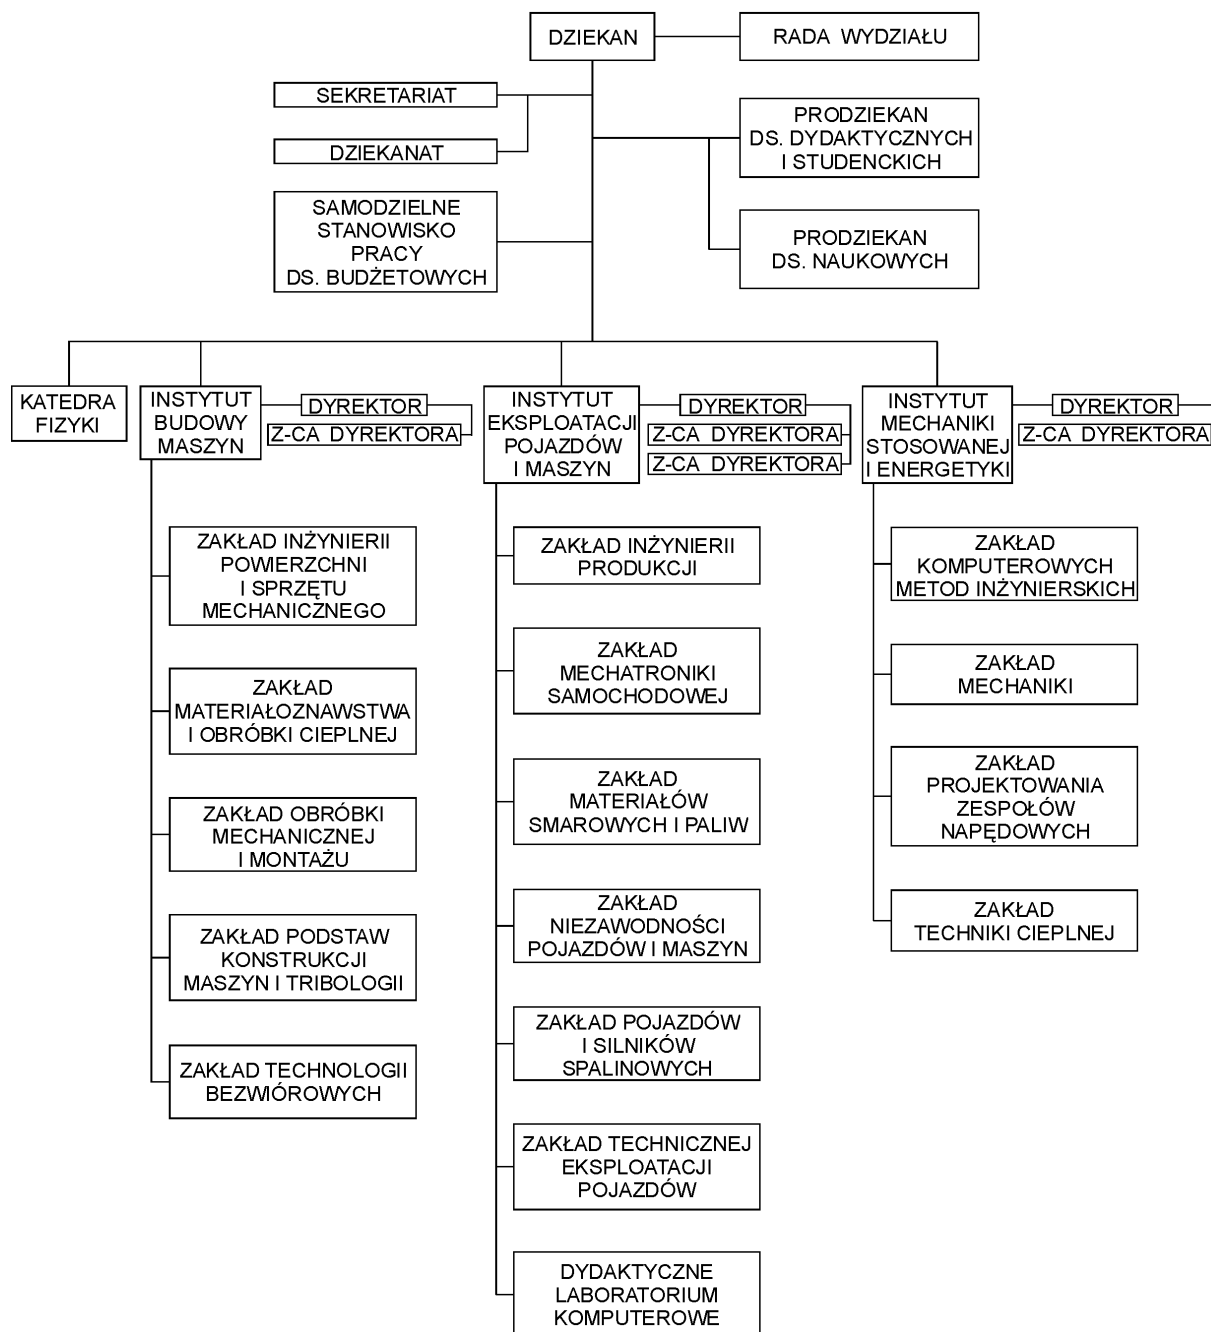 DZIEKAN
RADA WYDZIAŁU
SEKRETARIAT
DZIEKANAT
SAMODZIELNE
STANOWISKO
PRACY
DS. BUDŻETOWYCH
PRODZIEKAN
DS. DYDAKTYCZNYCH
I STUDENCKICH
PRODZIEKAN
DS. NAUKOWYCH
KATEDRA
FIZYKI
INSTYTUT
BUDOWY
MASZYN
DYREKTOR
Z-CA DYREKTORA
INSTYTUT
EKSPLOATACJI
POJAZDÓW
I MASZYN
DYREKTOR
Z-CA DYREKTORA
Z-CA DYREKTORA
INSTYTUT
MECHANIKI
STOSOWANEJ
I ENERGETYKI
DYREKTOR
Z-CA DYREKTORA
ZAKŁAD INŻYNIERII
POWIERZCHNI
I SPRZĘTU
MECHANICZNEGO
ZAKŁAD
MATERIAŁOZNAWSTWA
I OBRÓBKI CIEPLNEJ
ZAKŁAD OBRÓBKI
MECHANICZNEJ
I MONTAŻU
ZAKŁAD PODSTAW
KONSTRUKCJI
MASZYN I TRIBOLOGII
ZAKŁAD TECHNOLOGII
BEZWIÓROWYCH
ZAKŁAD INŻYNIERII
PRODUKCJI
ZAKŁAD
MECHATRONIKI
SAMOCHODOWEJ
ZAKŁAD
MATERIAŁÓW
SMAROWYCH I PALIW
ZAKŁAD
NIEZAWODNOŚCI
POJAZDÓW I MASZYN
ZAKŁAD POJAZDÓW
I SILNIKÓW
SPALINOWYCH
ZAKŁAD TECHNICZNEJ
EKSPLOATACJI
POJAZDÓW
DYDAKTYCZNE
LABORATORIUM
KOMPUTEROWE
ZAKŁAD
KOMPUTEROWYCH
METOD INŻYNIERSKICH
ZAKŁAD
MECHANIKI
ZAKŁAD
PROJEKTOWANIA
ZESPOŁÓW
NAPĘDOWYCH
ZAKŁAD
TECHNIKI CIEPLNEJ